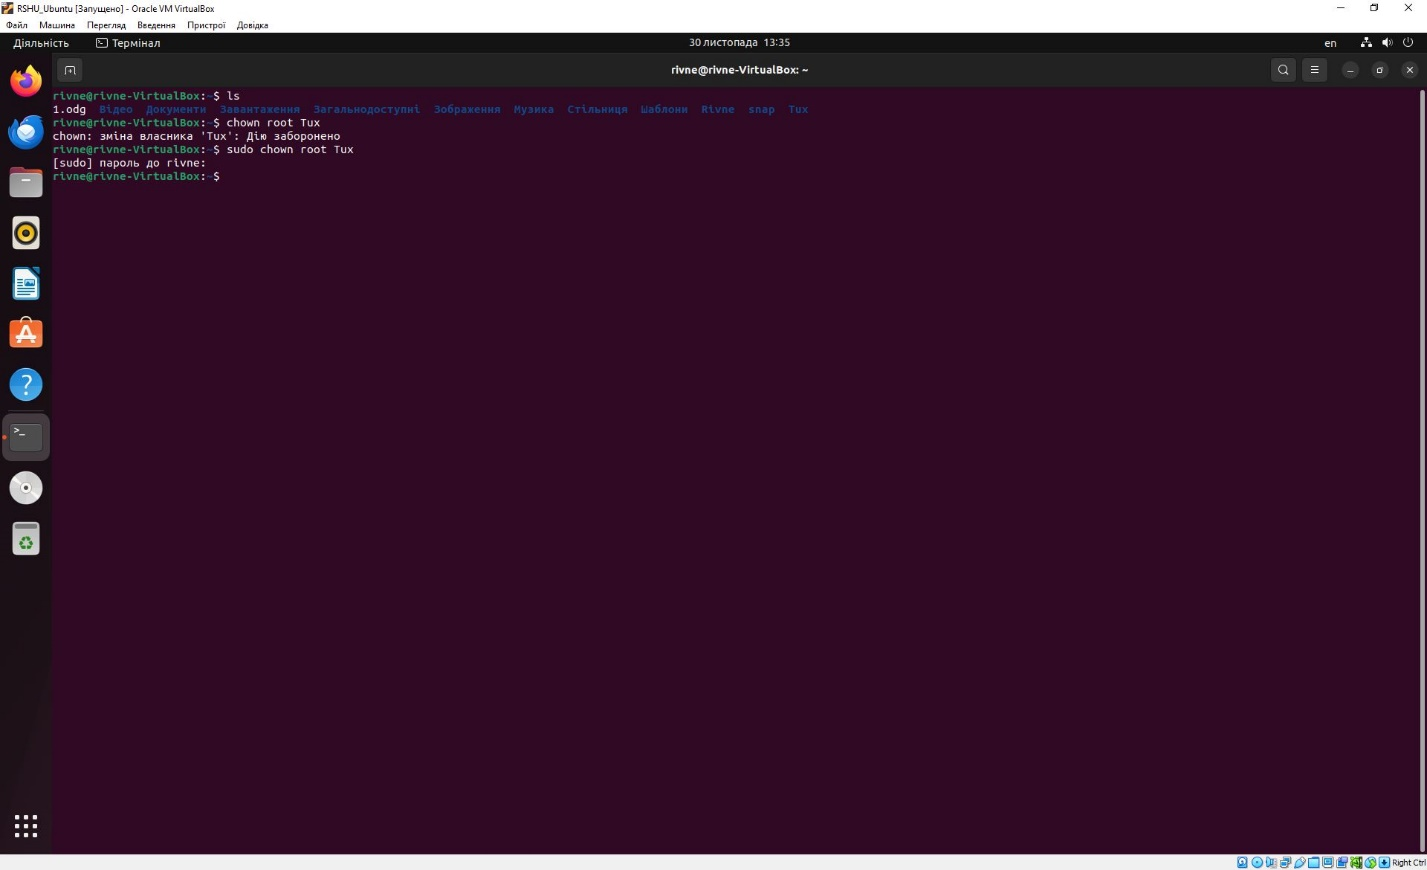 RSHU_Ubuntu [Запущено] - Oracle VM VirtualBox
Файл Машина Перегляд Введення Пристрої Довідка
Діяльність Термінал 30 листопада 13:35 en
rivne@rivne-VirtualBox: ~
rivne@rivne-VirtualBox:~$ ls
1.odg Відео Документи Завантаження Загальнодоступні Зображення Музика Стільниця Шаблони Rivne snap Tux
rivne@rivne-VirtualBox:~$ chown root Tux
chown: зміна власника 'Tux': Дію заборонено
rivne@rivne-VirtualBox:~$ sudo chown root Tux
[sudo] пароль до rivne:
rivne@rivne-VirtualBox:~$
Right Ctrl